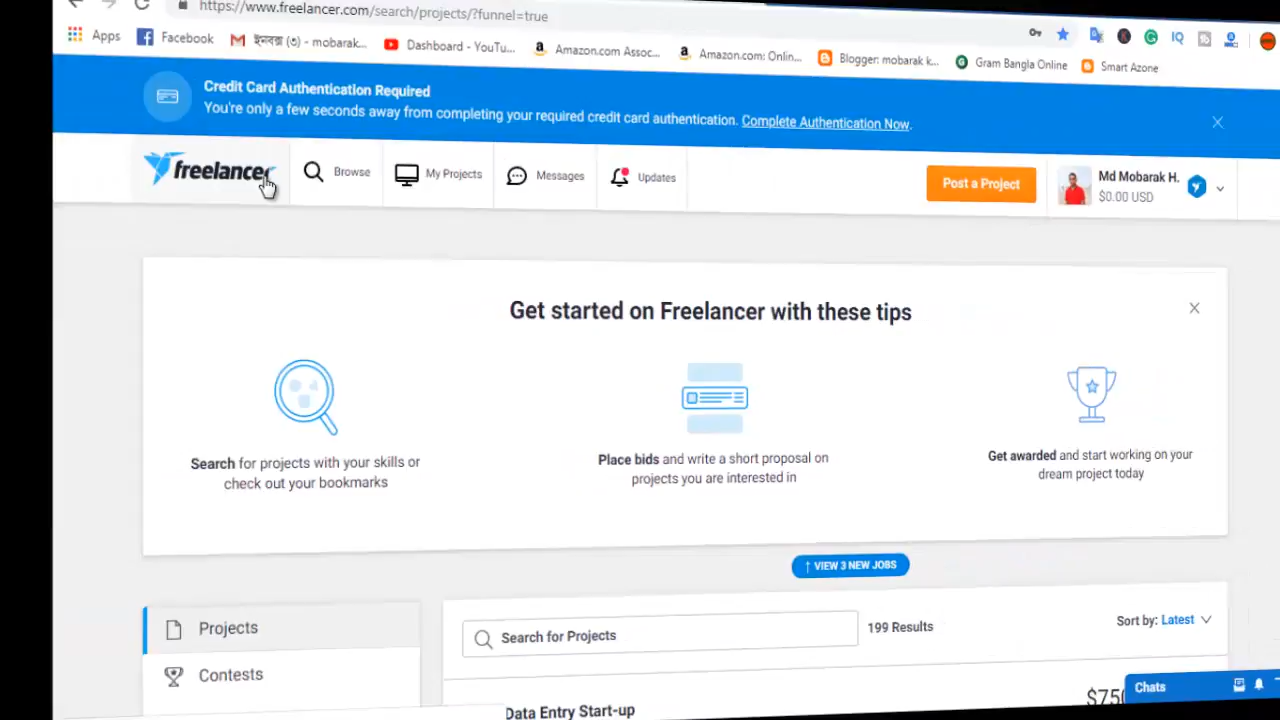 https://www.freelancer.com/search/projects/?funnel=true
Apps Facebook ইনবক্স (৩) - mobarak... Dashboard - YouTu... Amazon.com Assoc... Amazon.com: Onlin... Blogger: mobarak k... Gram Bangla Online Smart Azone
Credit Card Authentication Required
You're only a few seconds away from completing your required credit card authentication. Complete Authentication Now.
freelancer Browse My Projects Messages Updates Post a Project Md Mobarak H.
$0.00 USD
Get started on Freelancer with these tips
Search for projects with your skills or
check out your bookmarks
Place bids and write a short proposal on
projects you are interested in
Get awarded and start working on your
dream project today
↑ VIEW 3 NEW JOBS
Projects
Contests
Search for Projects 199 Results Sort by: Latest
Data Entry Start-up
Chats